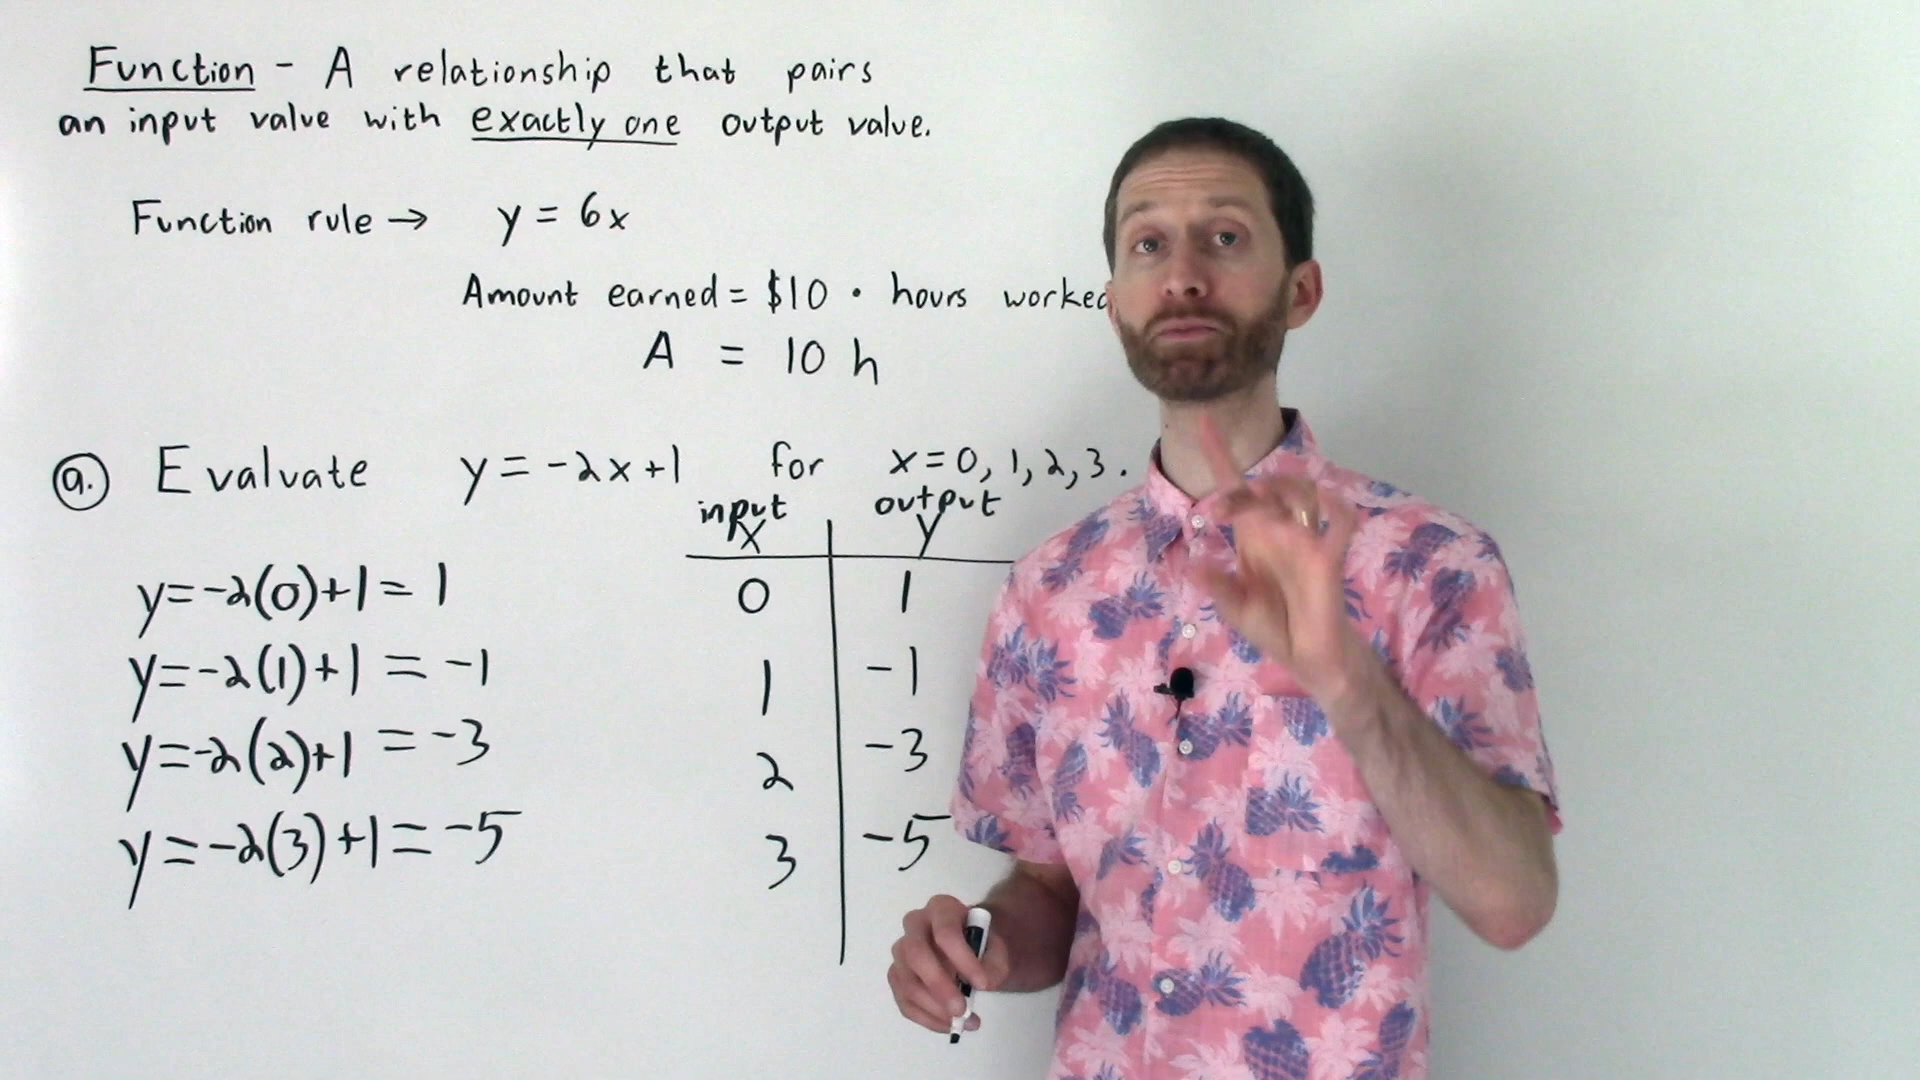 Function - A relationship that pairs
an input value with exactly one output value.
Function rule → y = 6x
Amount earned = $10 · hours worked
A = 10 h
a. Evaluate y = -2x+1 for x=0, 1, 2, 3.
input output
x y
y=-2(0)+1= 1
0 1
y=-2(1)+1 = -1
1 -1
y=-2(2)+1 = -3
2 -3
y=-2(3)+1= -5
3 -5